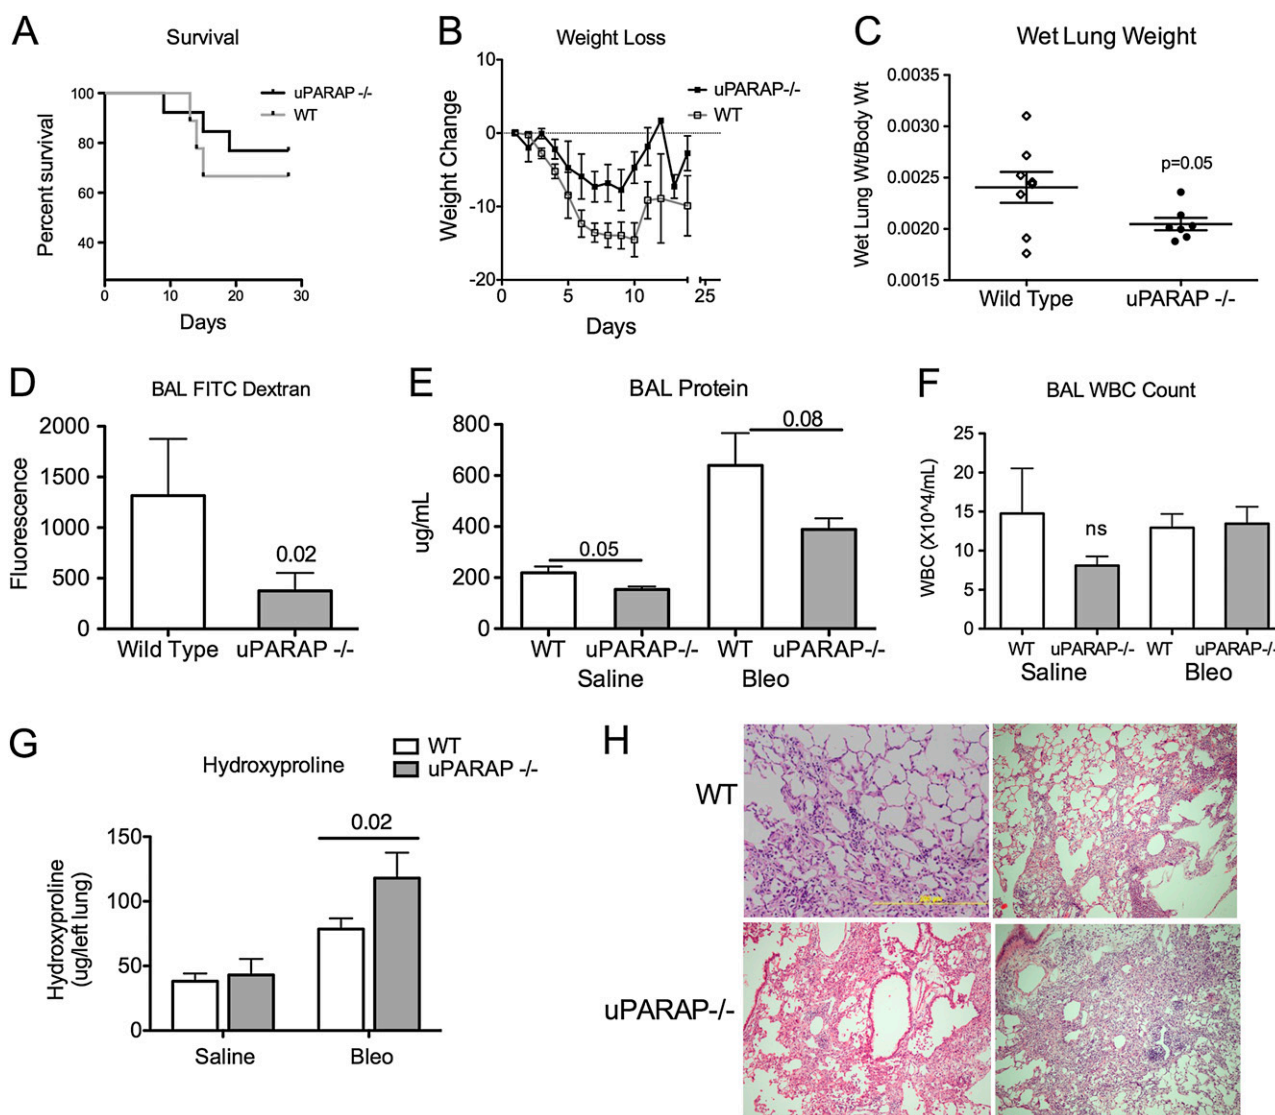 A
Survival
uPARAP -/-
WT
Percent survival
100
80
60
40
0
10
20
30
Days
B
Weight Loss
uPARAP-/-
WT
Weight Change
10
0
-10
-20
0
5
10
25
Days
C
Wet Lung Weight
Wet Lung Wt/Body Wt
0.0035
0.0030
0.0025
0.0020
0.0015
p=0.05
Wild Type
uPARAP -/-
D
BAL FITC Dextran
Fluorescence
2000
1500
1000
500
0
0.02
Wild Type
uPARAP -/-
E
BAL Protein
ug/mL
800
600
400
200
0
0.05
0.08
WT
uPARAP-/-
WT
uPARAP-/-
Saline
Bleo
F
BAL WBC Count
WBC (X10^4/mL)
25
20
15
10
5
0
ns
WT
uPARAP-/-
WT
uPARAP-/-
Saline
Bleo
G
Hydroxyproline
WT
uPARAP -/-
Hydroxyproline
(ug/left lung)
150
100
50
0
0.02
Saline
Bleo
H
WT
uPARAP-/-